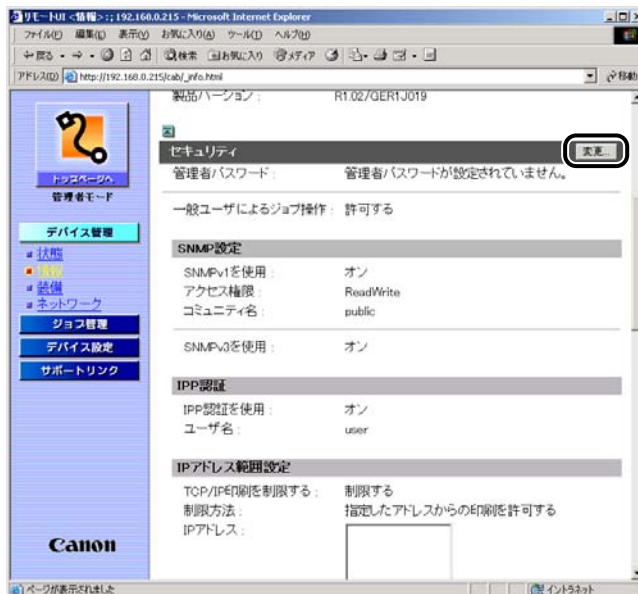 リモートUI <情報> : ; 192.168.0.215 - Microsoft Internet Explorer
ファイル(F) 編集(E) 表示(V) お気に入り(A) ツール(T) ヘルプ(H)
戻る 検索 お気に入り メディア
アドレス(D) http://192.168.0.215/cab/_info.html 移動
製品バージョン : R1.02/QER1J019
セキュリティ 変更...
管理者パスワード : 管理者パスワードが設定されていません。
一般ユーザによるジョブ操作 : 許可する
SNMP設定
SNMPv1を使用 : オン
アクセス権限 : ReadWrite
コミュニティ名 : public
SNMPv3を使用 : オン
IPP認証
IPP認証を使用 : オン
ユーザ名 : user
IPアドレス範囲設定
TCP/IP印刷を制限する : 制限する
制限方法 : 指定したアドレスからの印刷を許可する
IPアドレス :
トップページへ
管理者モード
デバイス管理
状態
情報
装備
ネットワーク
ジョブ管理
デバイス設定
サポートリンク
Canon
ページが表示されました イントラネット